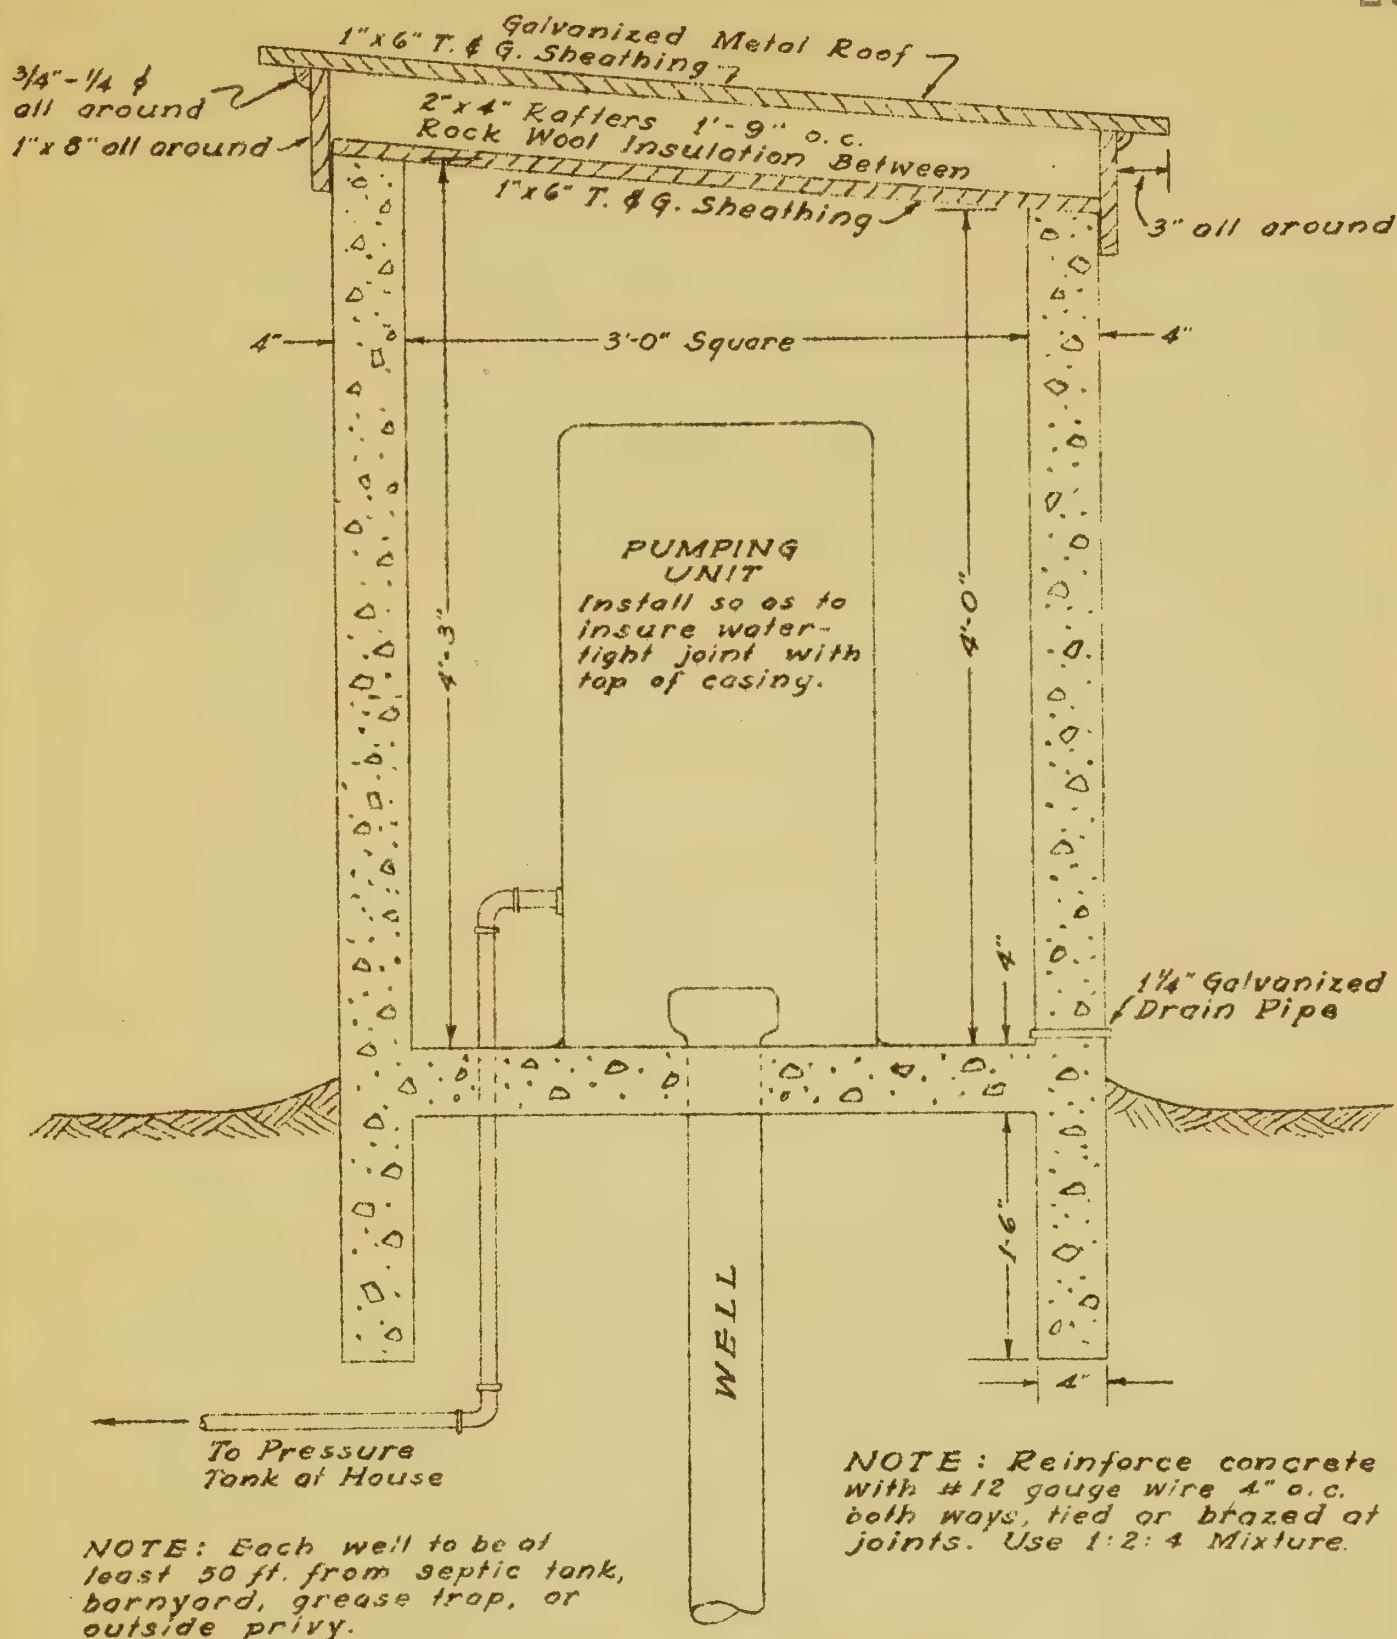 Galvanized Metal Roof
1" x 6" T. & G. Sheathing
3/4" - 1/4 ɸ
all around
1" x 8" all around
2" x 4" Rafters 1'-9" o.c.
Rock Wool Insulation Between
1" x 6" T. & G. Sheathing
3" all around
4"
3'-0" Square
4"
PUMPING
UNIT
Install so as to
insure water-
tight joint with
top of casing.
4'-3"
4'-0"
4"
1 1/4" Galvanized
Drain Pipe
1'-6"
WELL
4"
To Pressure
Tank at House
NOTE: Reinforce concrete
with #12 gauge wire 4" o.c.
both ways, tied or brazed at
joints. Use 1:2:4 Mixture.
NOTE: Each well to be at
least 50 ft. from septic tank,
barnyard, grease trap, or
outside privy.